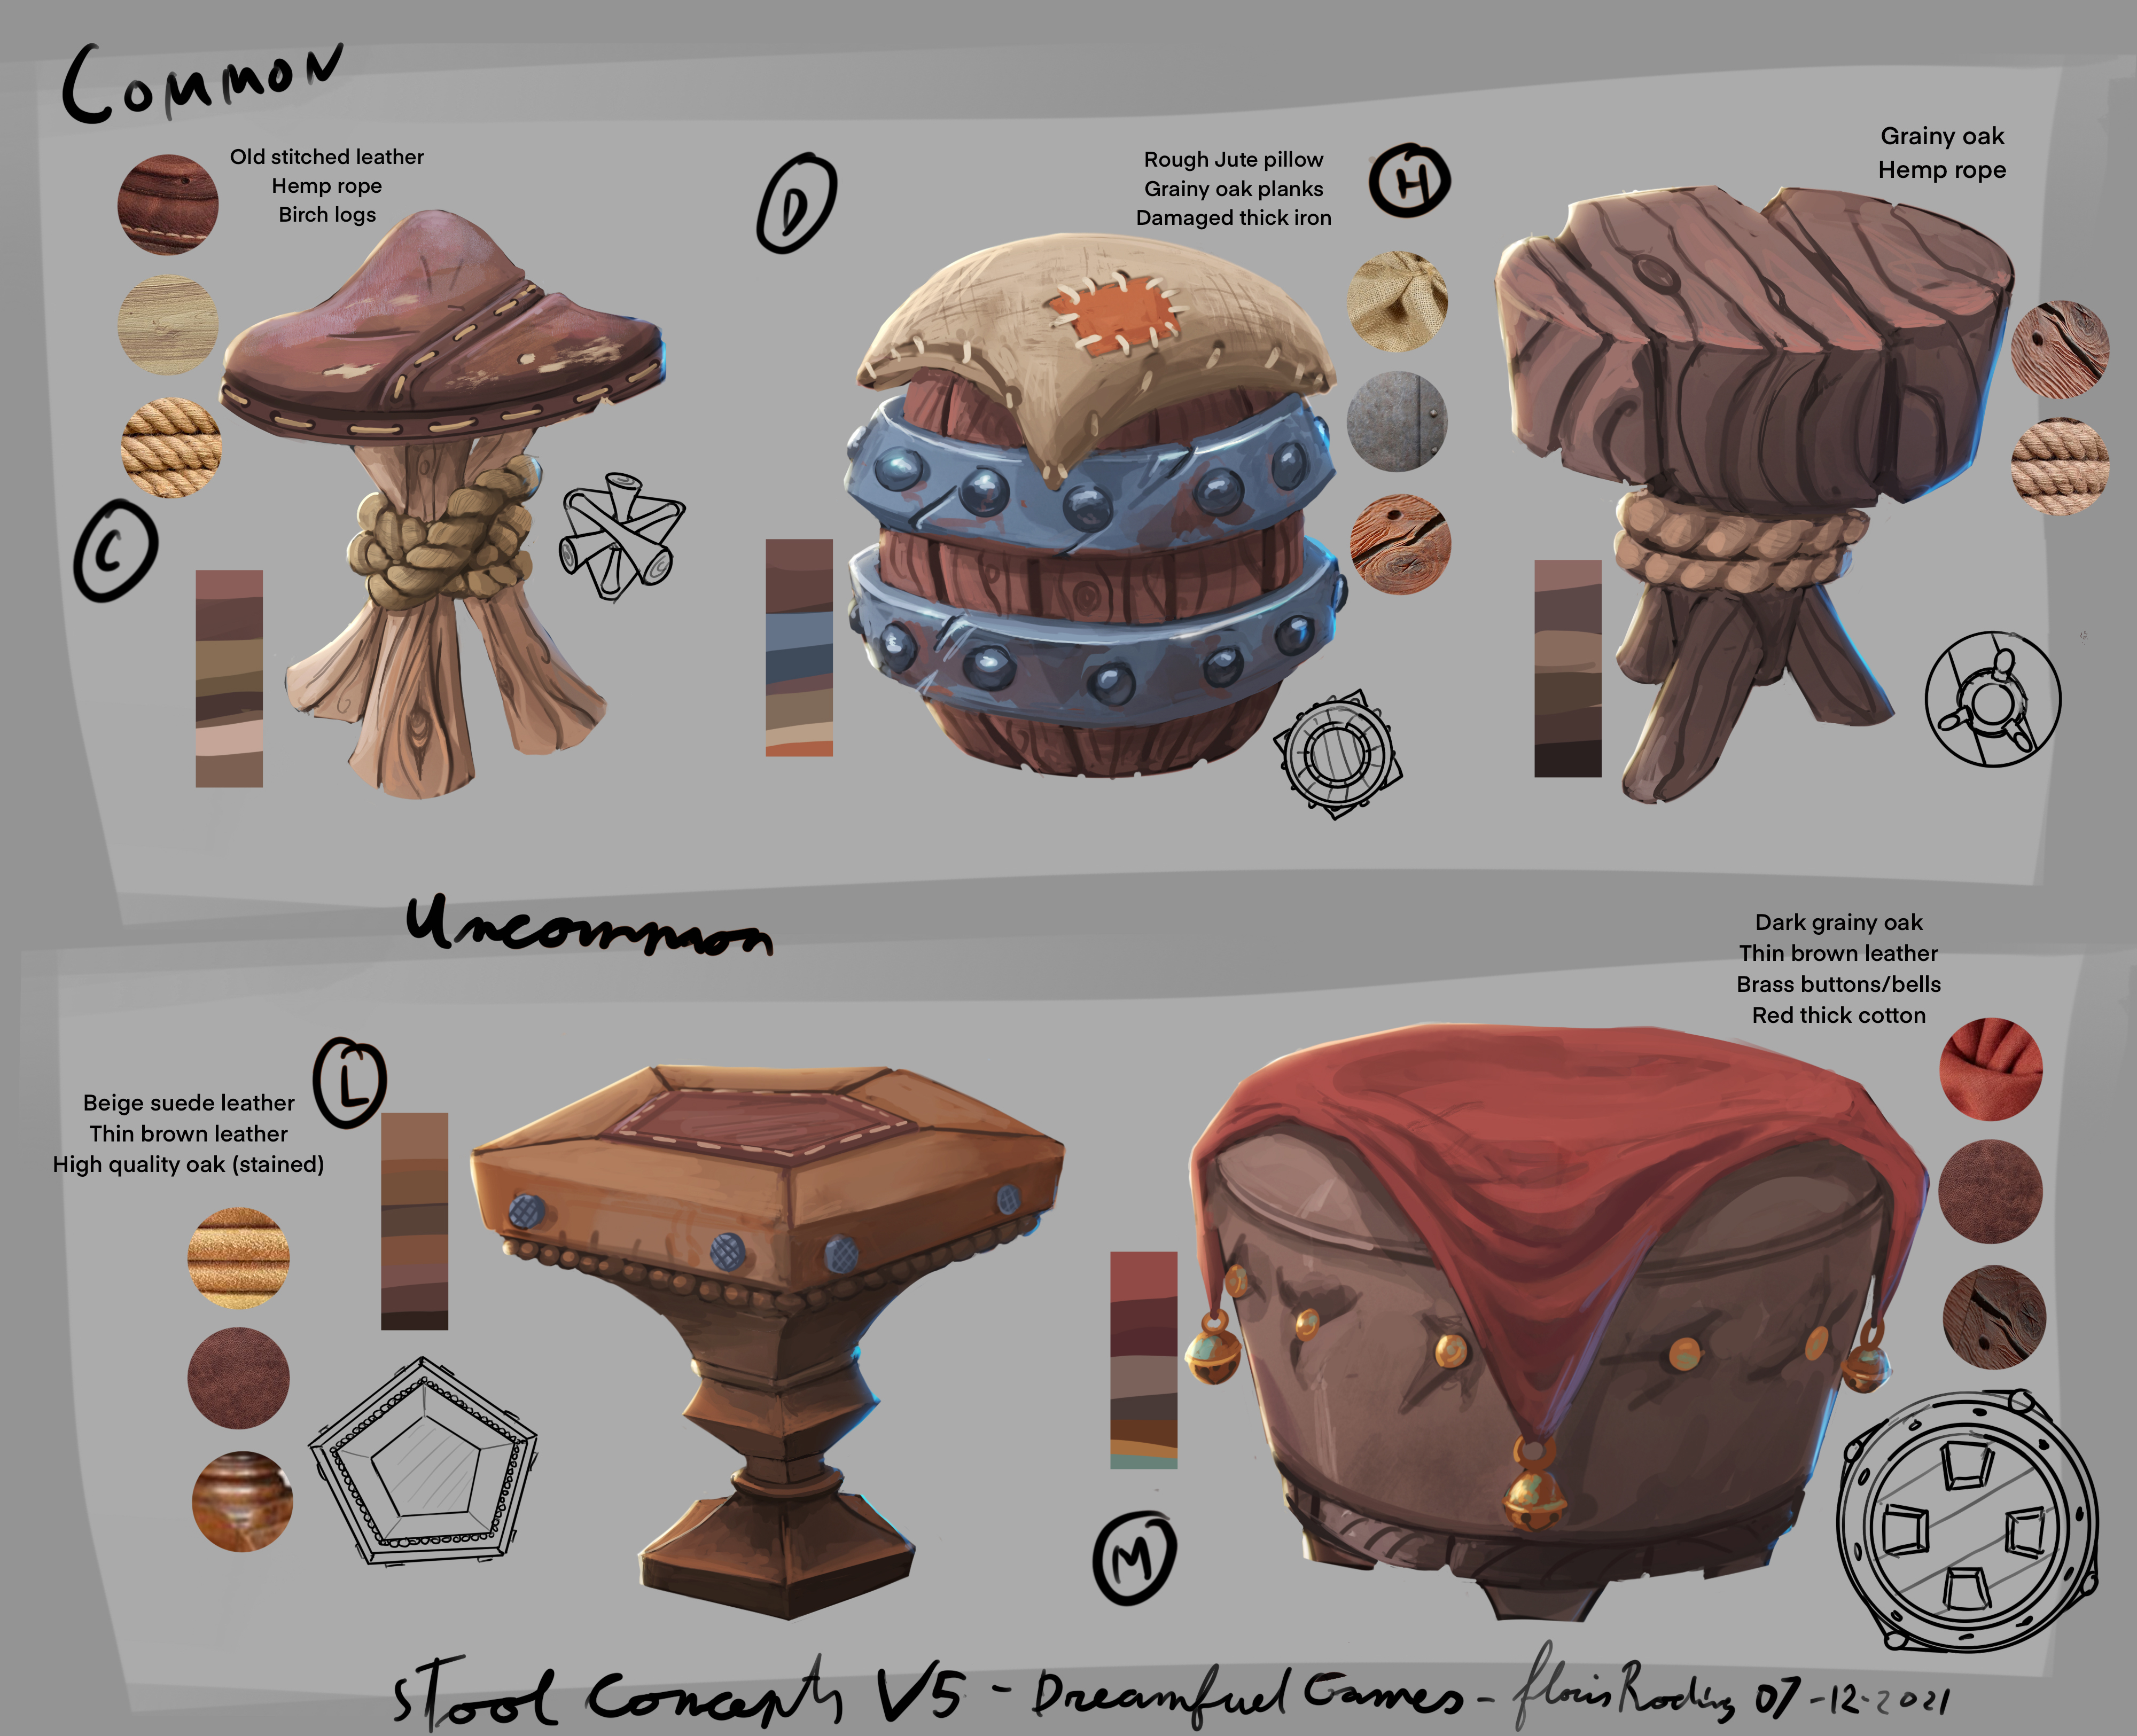 Common
Old stitched leather
Hemp rope
Birch logs
C
D
Rough Jute pillow
Grainy oak planks
Damaged thick iron
H
Grainy oak
Hemp rope
Uncommon
Beige suede leather
Thin brown leather
High quality oak (stained)
L
Dark grainy oak
Thin brown leather
Brass buttons/bells
Red thick cotton
M
sTool Concepts V5 - Dreamfuel Games - floris 07-12-2021